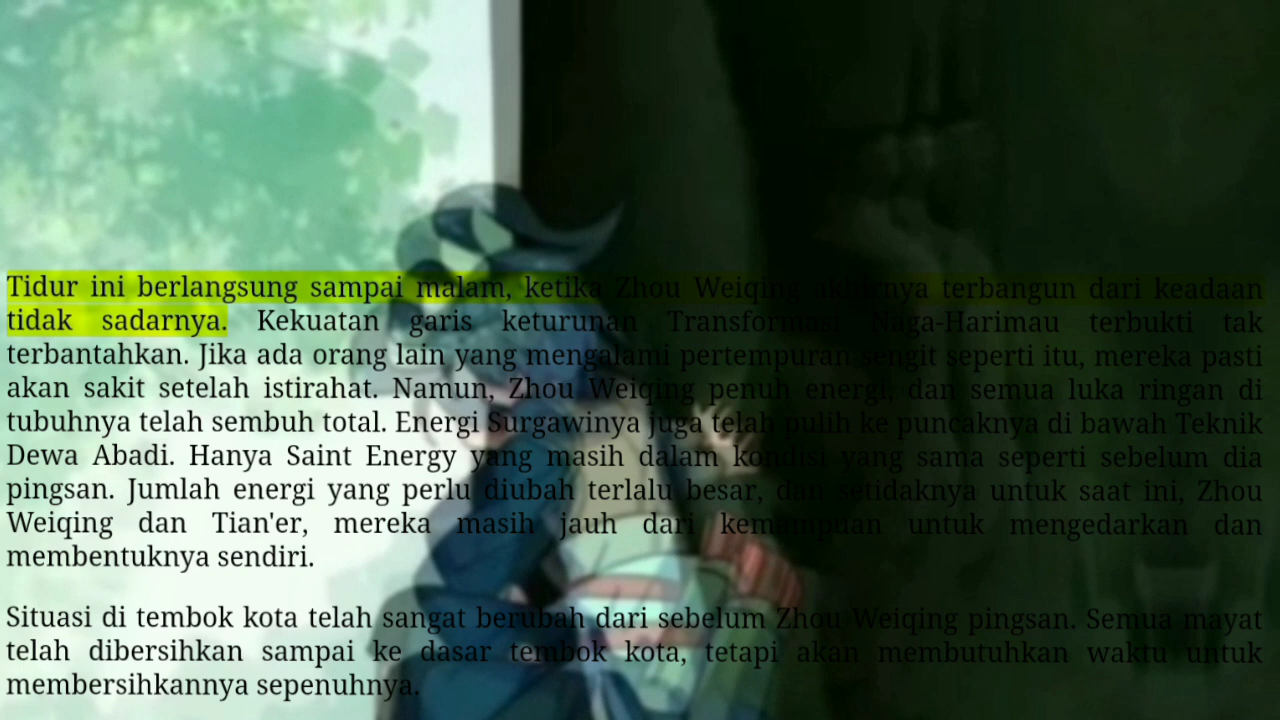 Tidur ini berlangsung sampai malam, ketika Zhou Weiqing akhirnya terbangun dari keadaan
tidak sadarnya. Kekuatan garis keturunan Transformasi Naga-Harimau terbukti tak
terbantahkan. Jika ada orang lain yang mengalami pertempuran sengit seperti itu, mereka pasti
akan sakit setelah istirahat. Namun, Zhou Weiqing penuh energi, dan semua luka ringan di
tubuhnya telah sembuh total. Energi Surgawinya juga telah pulih ke puncaknya di bawah Teknik
Dewa Abadi. Hanya Saint Energy yang masih dalam kondisi yang sama seperti sebelum dia
pingsan. Jumlah energi yang perlu diubah terlalu besar, dan setidaknya untuk saat ini, Zhou
Weiqing dan Tian'er, mereka masih jauh dari kemampuan untuk mengedarkan dan
membentuknya sendiri.
Situasi di tembok kota telah sangat berubah dari sebelum Zhou Weiqing pingsan. Semua mayat
telah dibersihkan sampai ke dasar tembok kota, tetapi akan membutuhkan waktu untuk
membersihkannya sepenuhnya.